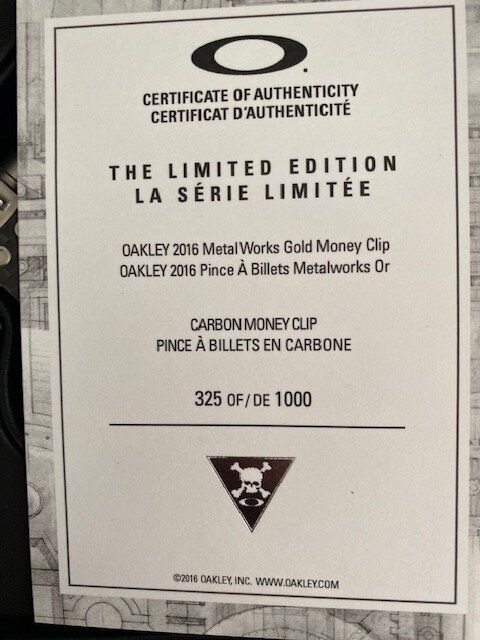 CERTIFICATE OF AUTHENTICITY
CERTIFICAT D'AUTHENTICITÉ
THE LIMITED EDITION
LA SÉRIE LIMITÉE
OAKLEY 2016 MetalWorks Gold Money Clip
OAKLEY 2016 Pince À Billets Metalworks Or
CARBON MONEY CLIP
PINCE À BILLETS EN CARBONE
325 OF/DE 1000
©2016 OAKLEY, INC. WWW.OAKLEY.COM